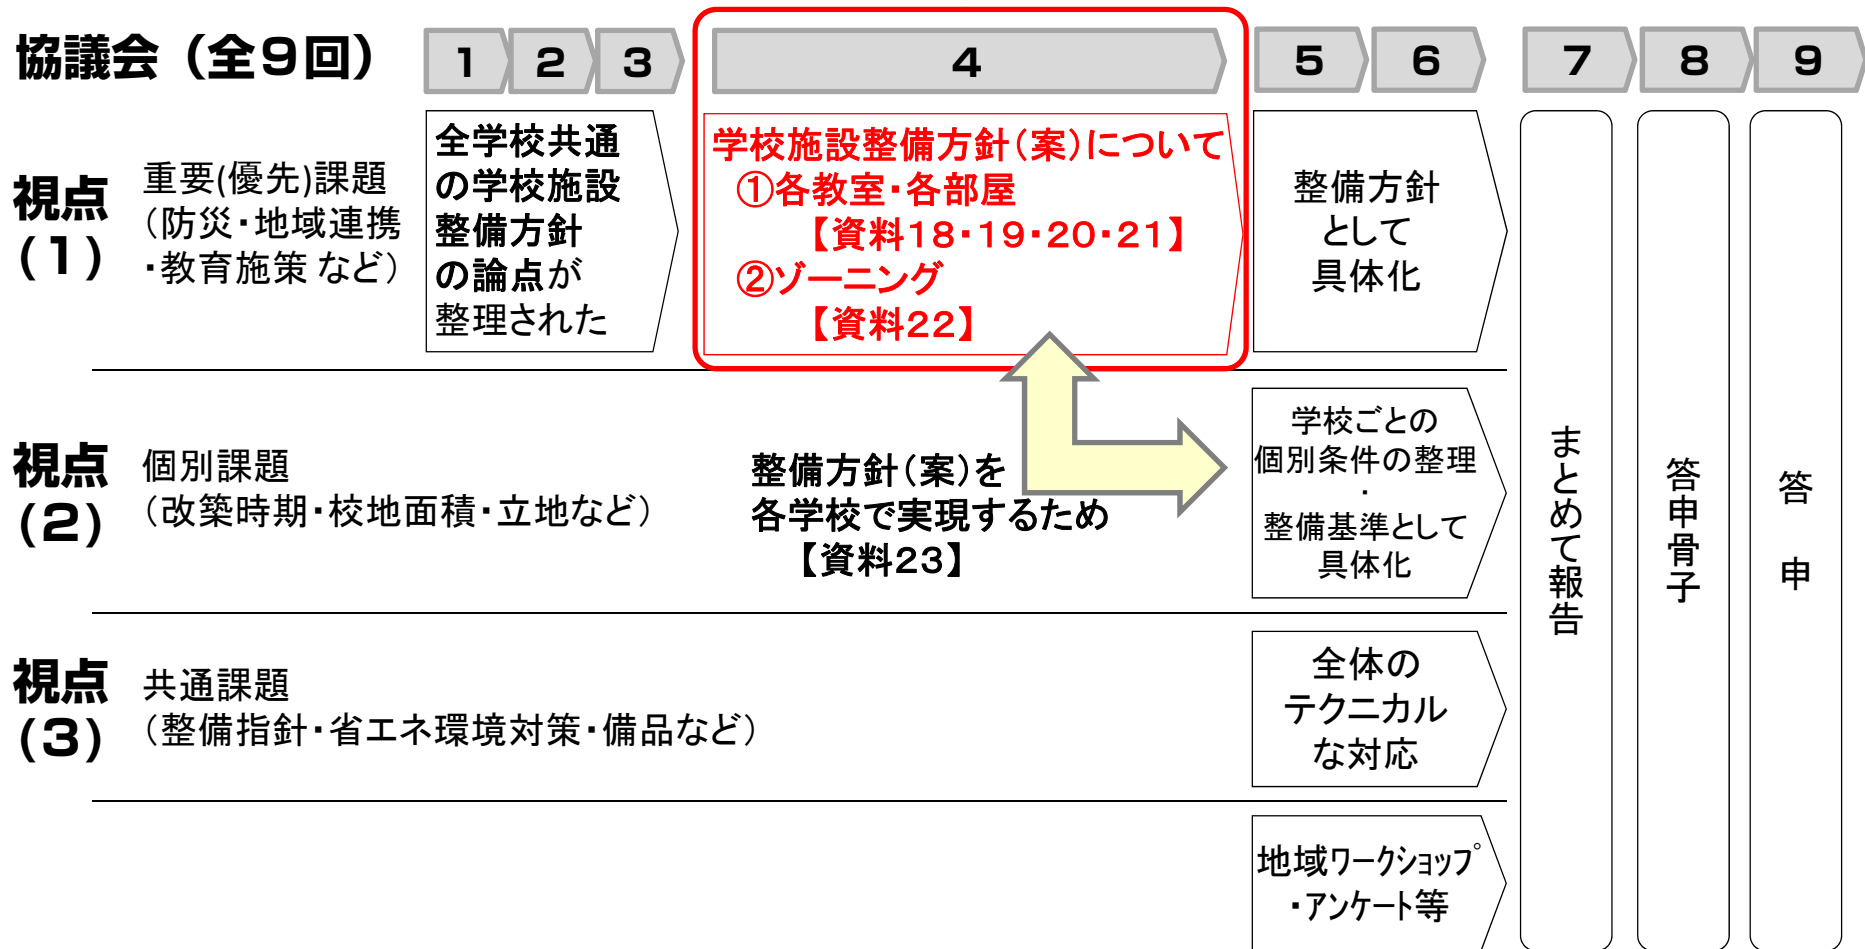 協議会（全９回）
1
2
3
4
5
6
7
8
9
視点
(1)
重要(優先)課題
（防災・地域連携
・教育施策 など）
全学校共通
の学校施設
整備方針
の論点が
整理された
学校施設整備方針（案）について
①各教室・各部屋
【資料18・19・20・21】
②ゾーニング
【資料22】
整備方針
として
具体化
視点
(2)
個別課題
（改築時期・校地面積・立地など）
整備方針（案）を
各学校で実現するため
【資料23】
学校ごとの
個別条件の整理
・
整備基準として
具体化
視点
(3)
共通課題
（整備指針・省エネ環境対策・備品など）
全体の
テクニカル
な対応
地域ワークショップ
・アンケート等
まとめて報告
答申骨子
答　申